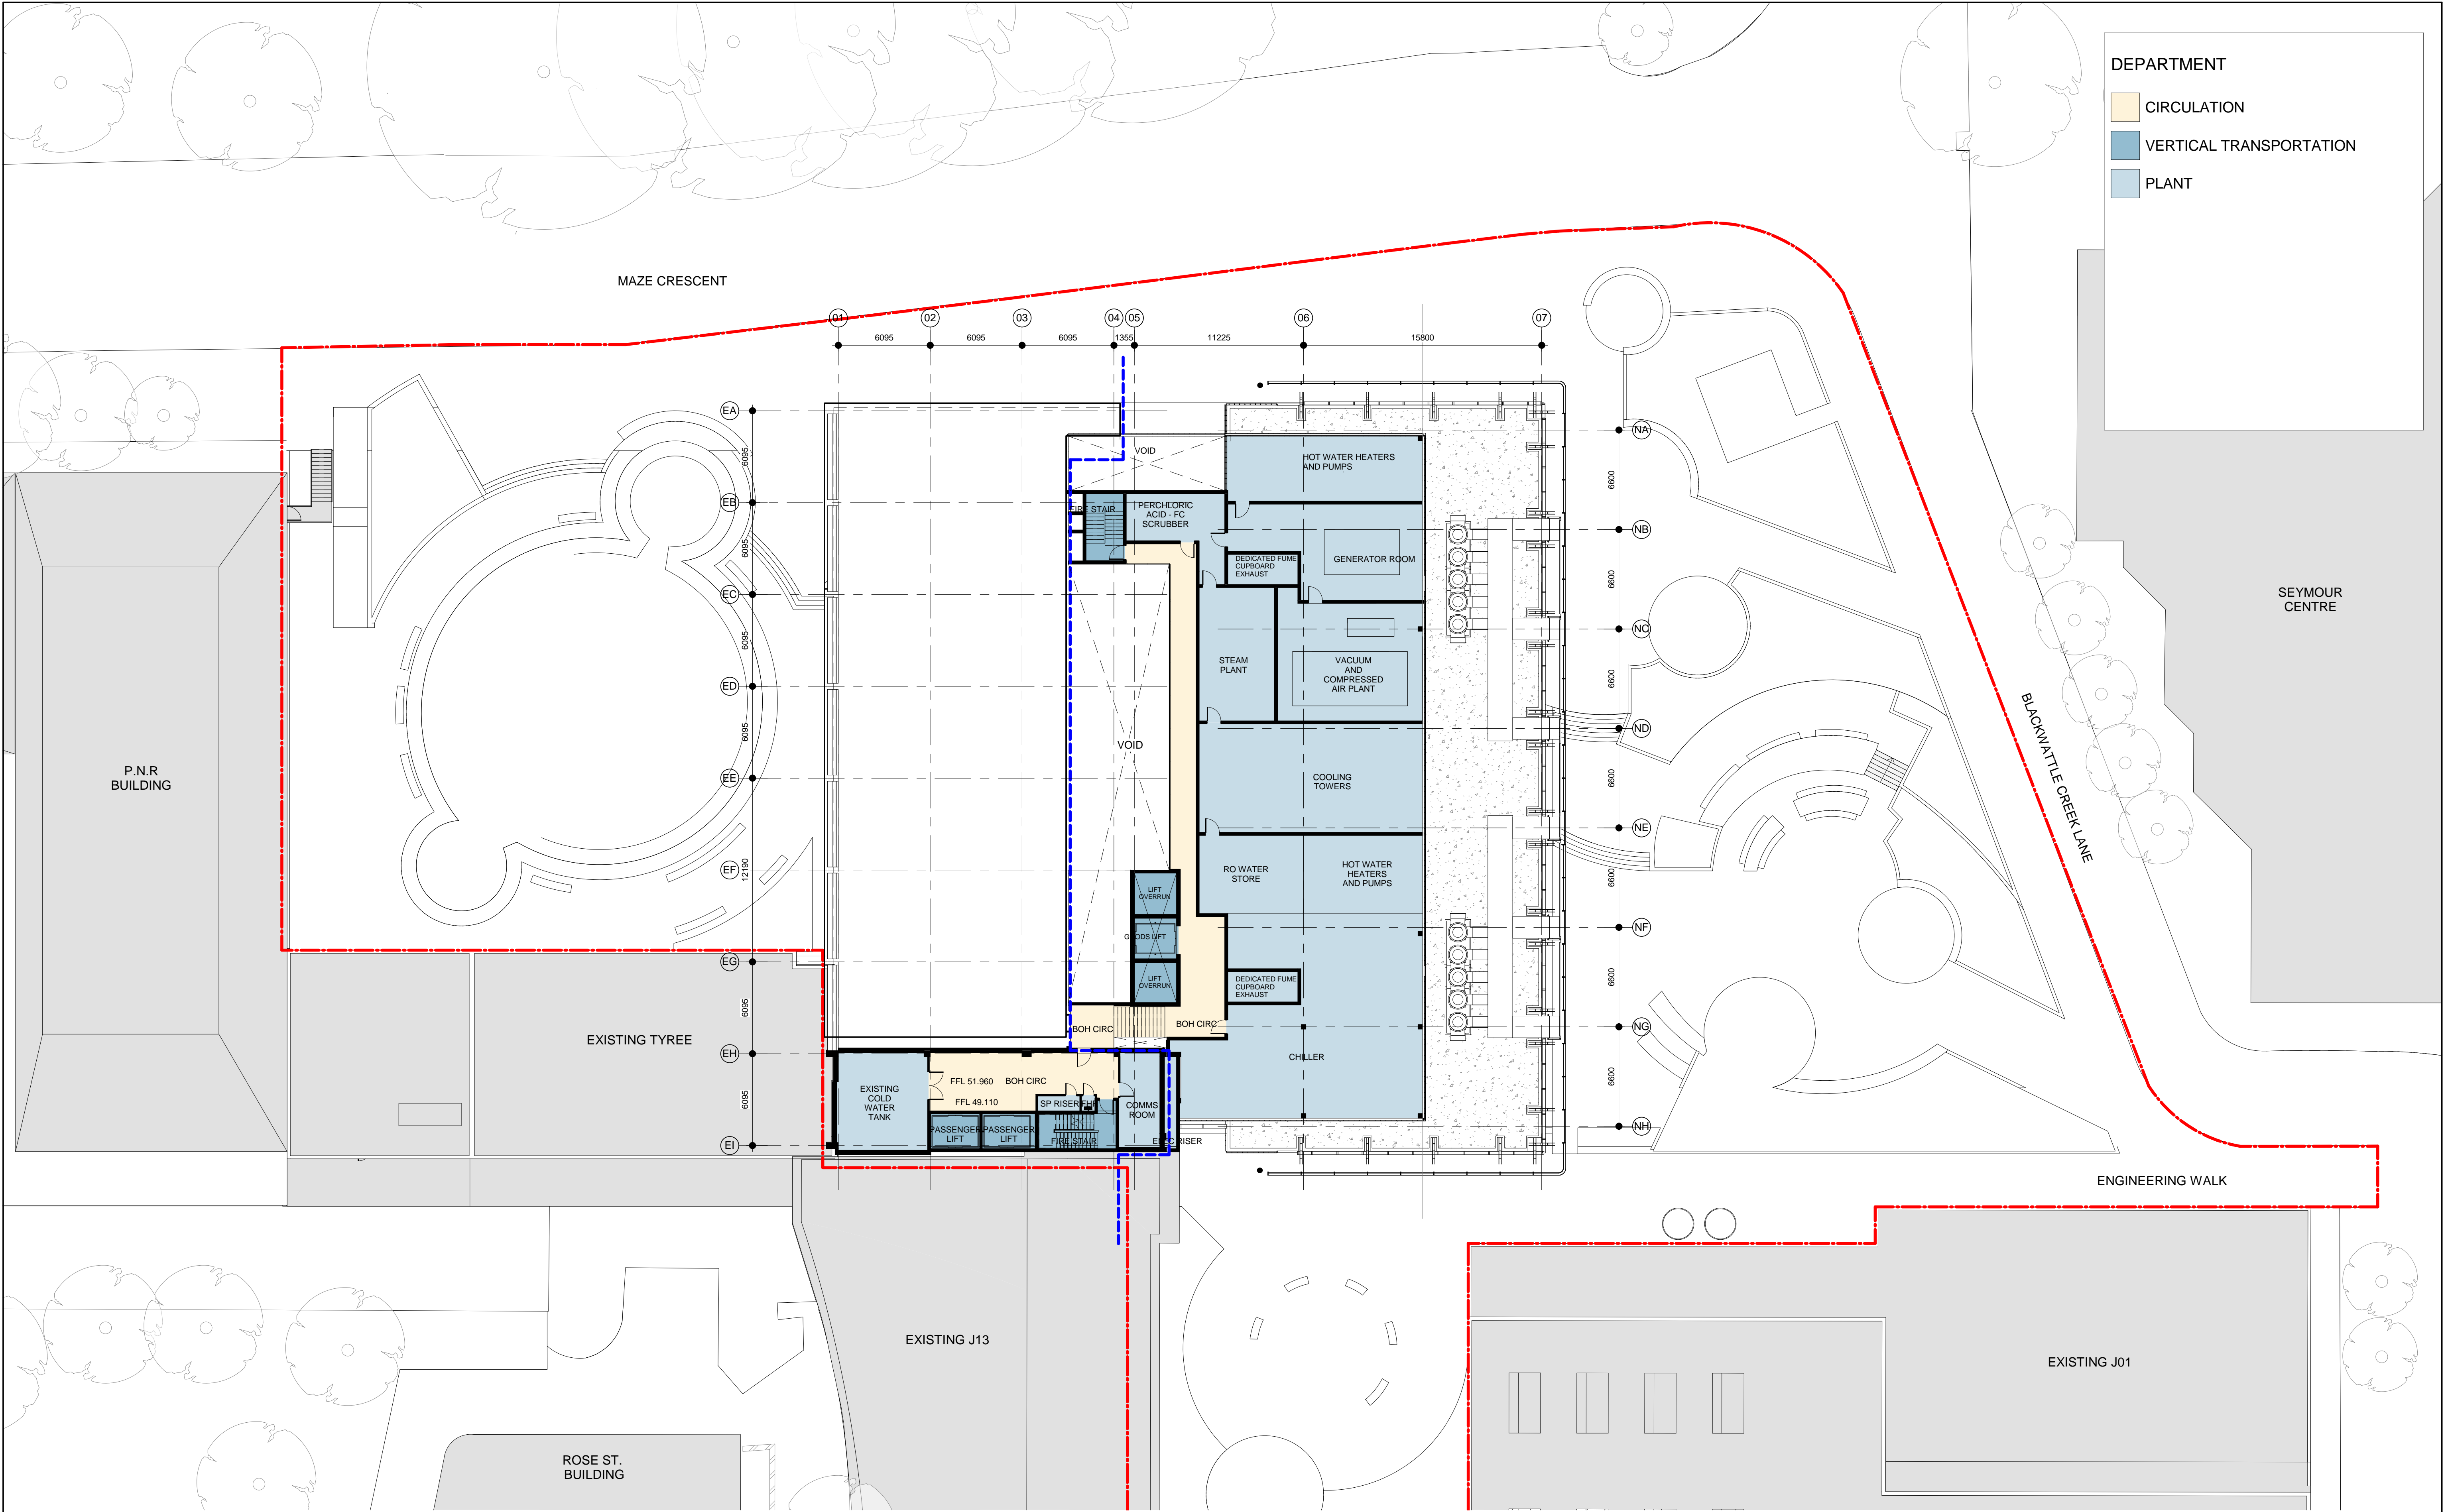 DEPARTMENT
CIRCULATION
VERTICAL TRANSPORTATION
PLANT
MAZE CRESCENT
01
02
03
04
05
06
07
6095
6095
6095
1355
11225
15800
EA
EB
EC
ED
EE
EF
EG
EH
EI
6095
6095
6095
6095
12190
6095
6095
NA
NB
NC
ND
NE
NF
NG
NH
6600
6600
6600
6600
6600
6600
6600
VOID
HOT WATER HEATERS
AND PUMPS
FIRE STAIR
PERCHLORIC
ACID - FC
SCRUBBER
DEDICATED FUME
CUPBOARD
EXHAUST
GENERATOR ROOM
STEAM
PLANT
VACUUM
AND
COMPRESSED
AIR PLANT
VOID
COOLING
TOWERS
RO WATER
STORE
HOT WATER
HEATERS
AND PUMPS
LIFT
OVERRUN
GOODS LIFT
LIFT
OVERRUN
DEDICATED FUME
CUPBOARD
EXHAUST
BOH CIRC
BOH CIRC
CHILLER
EXISTING
COLD
WATER
TANK
FFL 51.960
BOH CIRC
FFL 49.110
SP RISER
FHR
COMMS
ROOM
PASSENGER
LIFT
PASSENGER
LIFT
FIRE STAIR
ELEC RISER
P.N.R
BUILDING
EXISTING TYREE
SEYMOUR
CENTRE
BLACKWATTLE CREEK LANE
ENGINEERING WALK
EXISTING J13
EXISTING J01
ROSE ST.
BUILDING